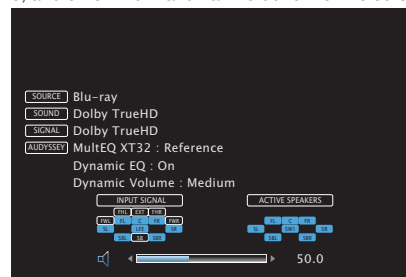 SOURCE Blu-ray
SOUND Dolby TrueHD
SIGNAL Dolby TrueHD
AUDYSSEY MultEQ XT32 : Reference
Dynamic EQ : On
Dynamic Volume : Medium
INPUT SIGNAL ACTIVE SPEAKERS
FHL EXT FHR
FWL FL C FR FWR FL C FR
SL LFE SR SL SW1 SR
SBL SB SBR SBL SBR
50.0